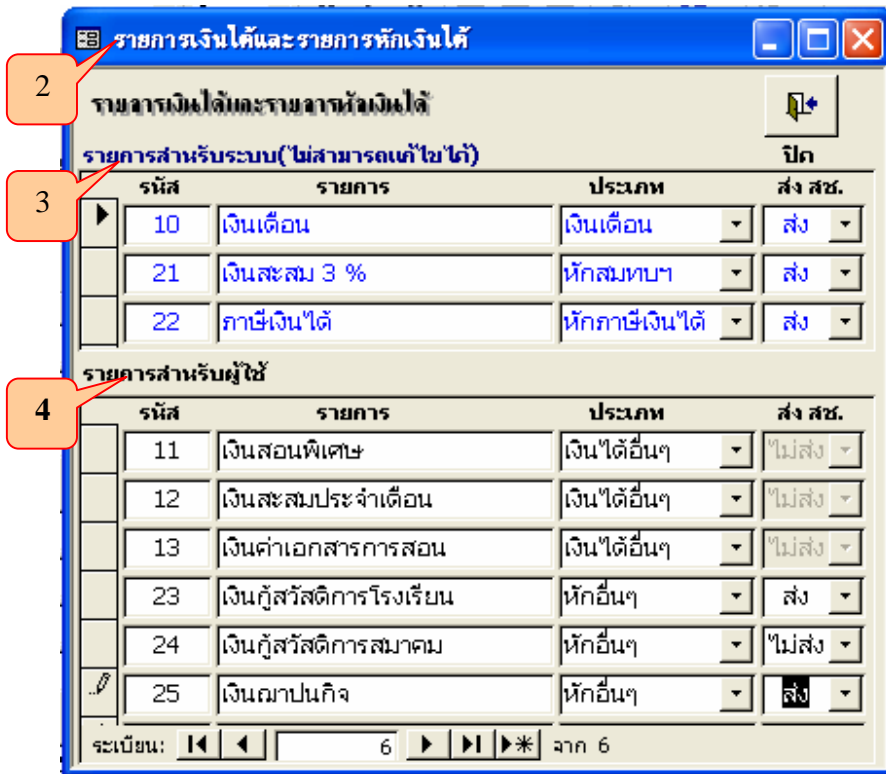 รายการเงินได้และรายการหักเงินได้
2
รายการเงินได้และรายการหักเงินได้
รายการสำหรับระบบ(ไม่สามารถแก้ไขได้) ปิด
3
รหัส รายการ ประเภท ส่ง สช.
10 เงินเดือน เงินเดือน ส่ง
21 เงินสะสม 3 % หักสมทบฯ ส่ง
22 ภาษีเงินได้ หักภาษีเงินได้ ส่ง
รายการสำหรับผู้ใช้
4
รหัส รายการ ประเภท ส่ง สช.
11 เงินสอนพิเศษ เงินได้อื่นๆ ไม่ส่ง
12 เงินสะสมประจำเดือน เงินได้อื่นๆ ไม่ส่ง
13 เงินค่าเอกสารการสอน เงินได้อื่นๆ ไม่ส่ง
23 เงินกู้สวัสดิการโรงเรียน หักอื่นๆ ส่ง
24 เงินกู้สวัสดิการสมาคม หักอื่นๆ ไม่ส่ง
25 เงินฌาปนกิจ หักอื่นๆ ส่ง
ระเบียน: 6 จาก 6